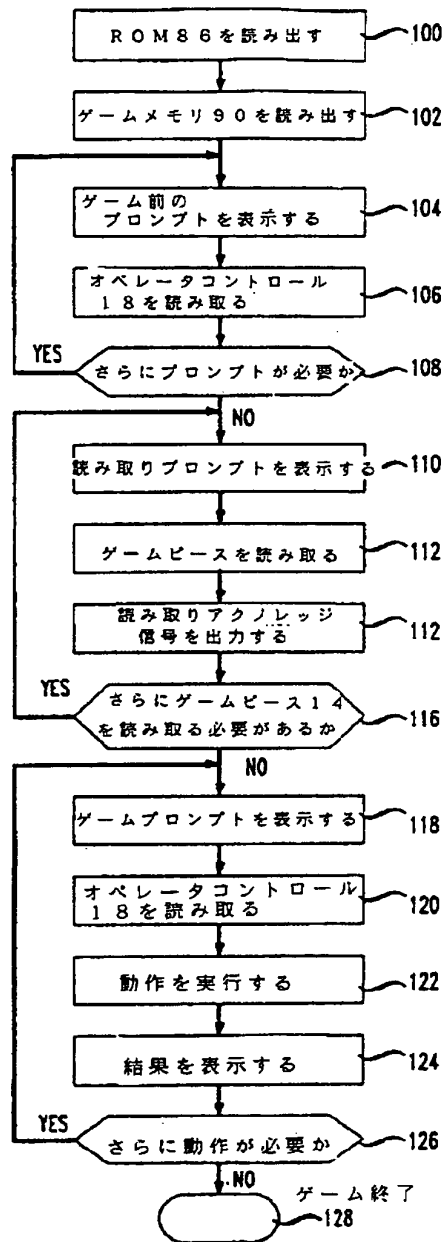 ROM86を読み出す
100
ゲームメモリ90を読み出す
102
ゲーム前の
プロンプトを表示する
104
オペレータコントロール
18を読み取る
106
YES
さらにプロンプトが必要か
108
NO
読み取りプロンプトを表示する
110
ゲームピースを読み取る
112
読み取りアクノレッジ
信号を出力する
112
YES
さらにゲームピース14
を読み取る必要があるか
116
NO
ゲームプロンプトを表示する
118
オペレータコントロール
18を読み取る
120
動作を実行する
122
結果を表示する
124
YES
さらに動作が必要か
126
NO
ゲーム終了
128